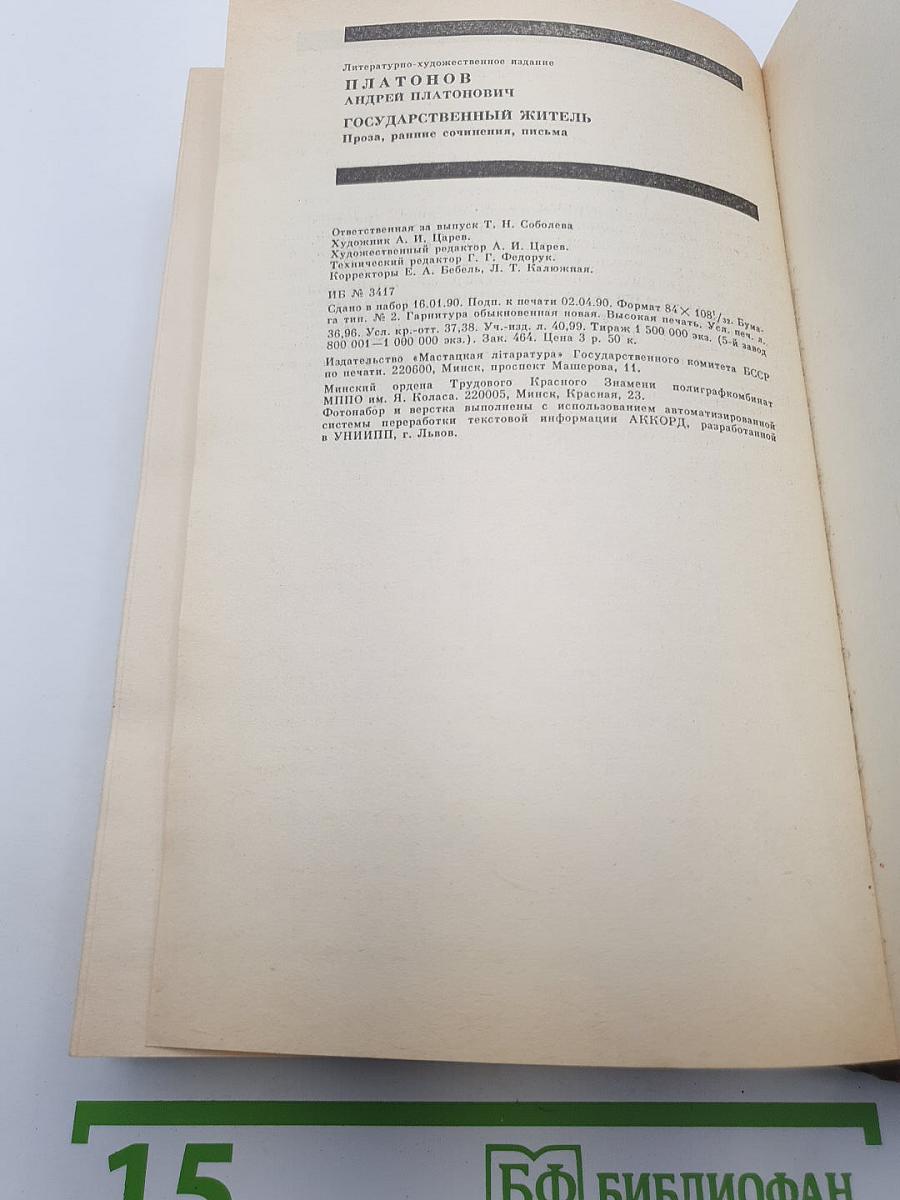 Литературно-художественное издание
ПЛАТОНОВ
АНДРЕЙ ПЛАТОНОВИЧ
ГОСУДАРСТВЕННЫЙ ЖИТЕЛЬ
Проза, ранние сочинения, письма
Ответственная за выпуск Т. Н. Соболева
Художник А. И. Царев.
Художественный редактор А. И. Царев.
Технический редактор Г. Г. Федорук.
Корректоры Е. А. Бебель, Л. Т. Калюжная.
ИБ № 3417
Сдано в набор 16.01.90. Подп. к печати 02.04.90. Формат 84×108¹/₃₂. Бума-
га тип. № 2. Гарнитура обыкновенная новая. Высокая печать. Усл. печ. л.
36,96. Усл. кр.-отт. 37,38. Уч.-изд. л. 40,99. Тираж 1 500 000 экз. (5-й завод
800 001—1 000 000 экз.). Зак. 464. Цена 3 р. 50 к.
Издательство «Мастацкая літаратура» Государственного комитета БССР
по печати. 220600, Минск, проспект Машерова, 11.
Минский ордена Трудового Красного Знамени полиграфкомбинат
МППО им. Я. Коласа. 220005, Минск, Красная, 23.
Фотонабор и верстка выполнены с использованием автоматизированной
системы переработки текстовой информации АККОРД, разработанной
в УНИИПП, г. Львов.
15
БФ БИБЛИОФАН